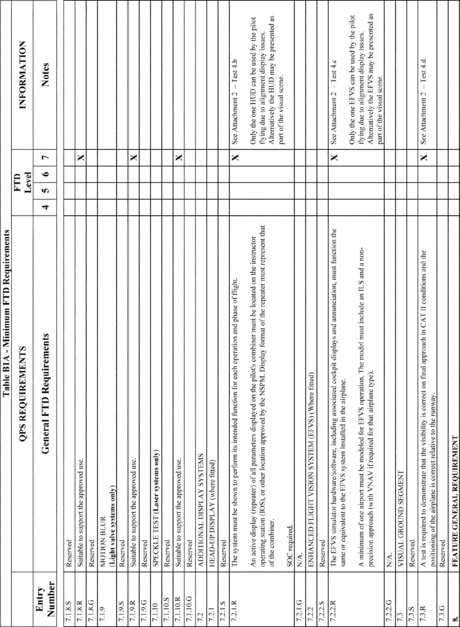 Table B1A - Minimum FTD Requirements
QPS REQUIREMENTS
FTD
Level
INFORMATION
Entry
Number
General FTD Requirements
4 5 6 7
Notes
7.1.8.S Reserved
7.1.8.R Suitable to support the approved use. X
7.1.8.G Reserved
7.1.9 MOTION BLUR
(Light valve systems only)
7.1.9.S Reserved
7.1.9.R Suitable to support the approved use. X
7.1.9.G Reserved
7.1.10 SPECKLE TEST (Laser systems only)
7.1.10.S Reserved
7.1.10.R Suitable to support the approved use. X
7.1.10.G Reserved
7.2 ADDITIONAL DISPLAY SYSTEMS
7.2.1 HEAD-UP DISPLAY (where fitted)
7.2.1.S Reserved
7.2.1.R The system must be shown to perform its intended function for each operation and phase of flight. X See Attachment 2 – Test 4.b
An active display (repeater) of all parameters displayed on the pilot's combiner must be located on the instructor
operating station (IOS), or other location approved by the NSPM. Display format of the repeater must represent that
of the combiner.
Only the one HUD can be used by the pilot
flying due to alignment display issues.
Alternatively the HUD may be presented as
part of the visual scene.
SOC required.
7.2.1.G N/A.
7.2.2 ENHANCED FLIGHT VISION SYSTEM (EFVS) (Where fitted)
7.2.2.S Reserved
7.2.2.R The EFVS simulator hardware/software, including associated cockpit displays and annunciation, must function the X See Attachment 2 – Test 4.c
same or equivalent to the EFVS system installed in the airplane.
A minimum of one airport must be modeled for EFVS operation. The model must include an ILS and a non-
precision approach (with VNAV if required for that airplane type).
Only the one EFVS can be used by the pilot
flying due to alignment display issues.
Alternatively the EFVS may be presented as
part of the visual scene.
7.2.2.G N/A.
7.3 VISUAL GROUND SEGMENT
7.3.S Reserved
7.3.R A test is required to demonstrate that the visibility is correct on final approach in CAT II conditions and the X See Attachment 2 – Test 4.d.
positioning of the airplane is correct relative to the runway.
7.3.G Reserved
8. FEATURE GENERAL REQUIREMENT